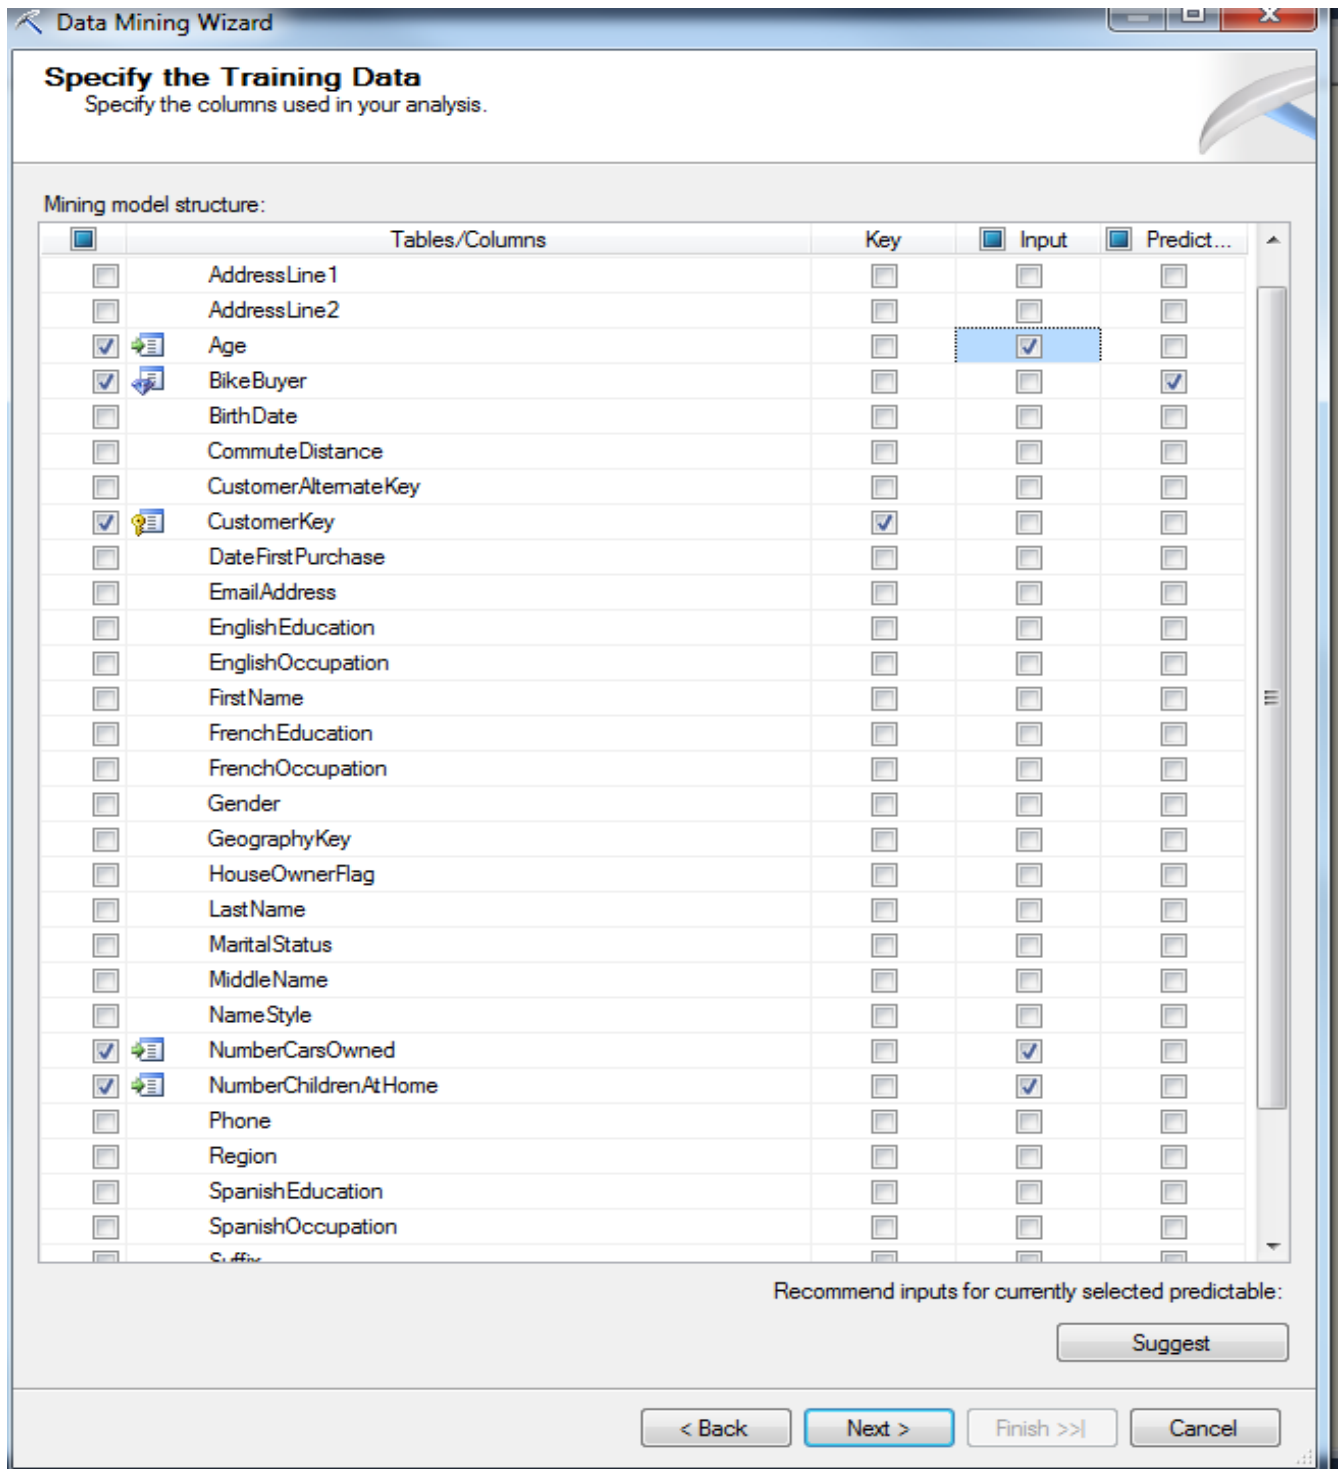 Data Mining Wizard
Specify the Training Data
Specify the columns used in your analysis.
Mining model structure:
Tables/Columns Key Input Predict...
AddressLine1
AddressLine2
Age
BikeBuyer
BirthDate
CommuteDistance
CustomerAlternateKey
CustomerKey
DateFirstPurchase
EmailAddress
EnglishEducation
EnglishOccupation
FirstName
FrenchEducation
FrenchOccupation
Gender
GeographyKey
HouseOwnerFlag
LastName
MaritalStatus
MiddleName
NameStyle
NumberCarsOwned
NumberChildrenAtHome
Phone
Region
SpanishEducation
SpanishOccupation
Suffix
Recommend inputs for currently selected predictable:
Suggest
< Back Next > Finish >>| Cancel